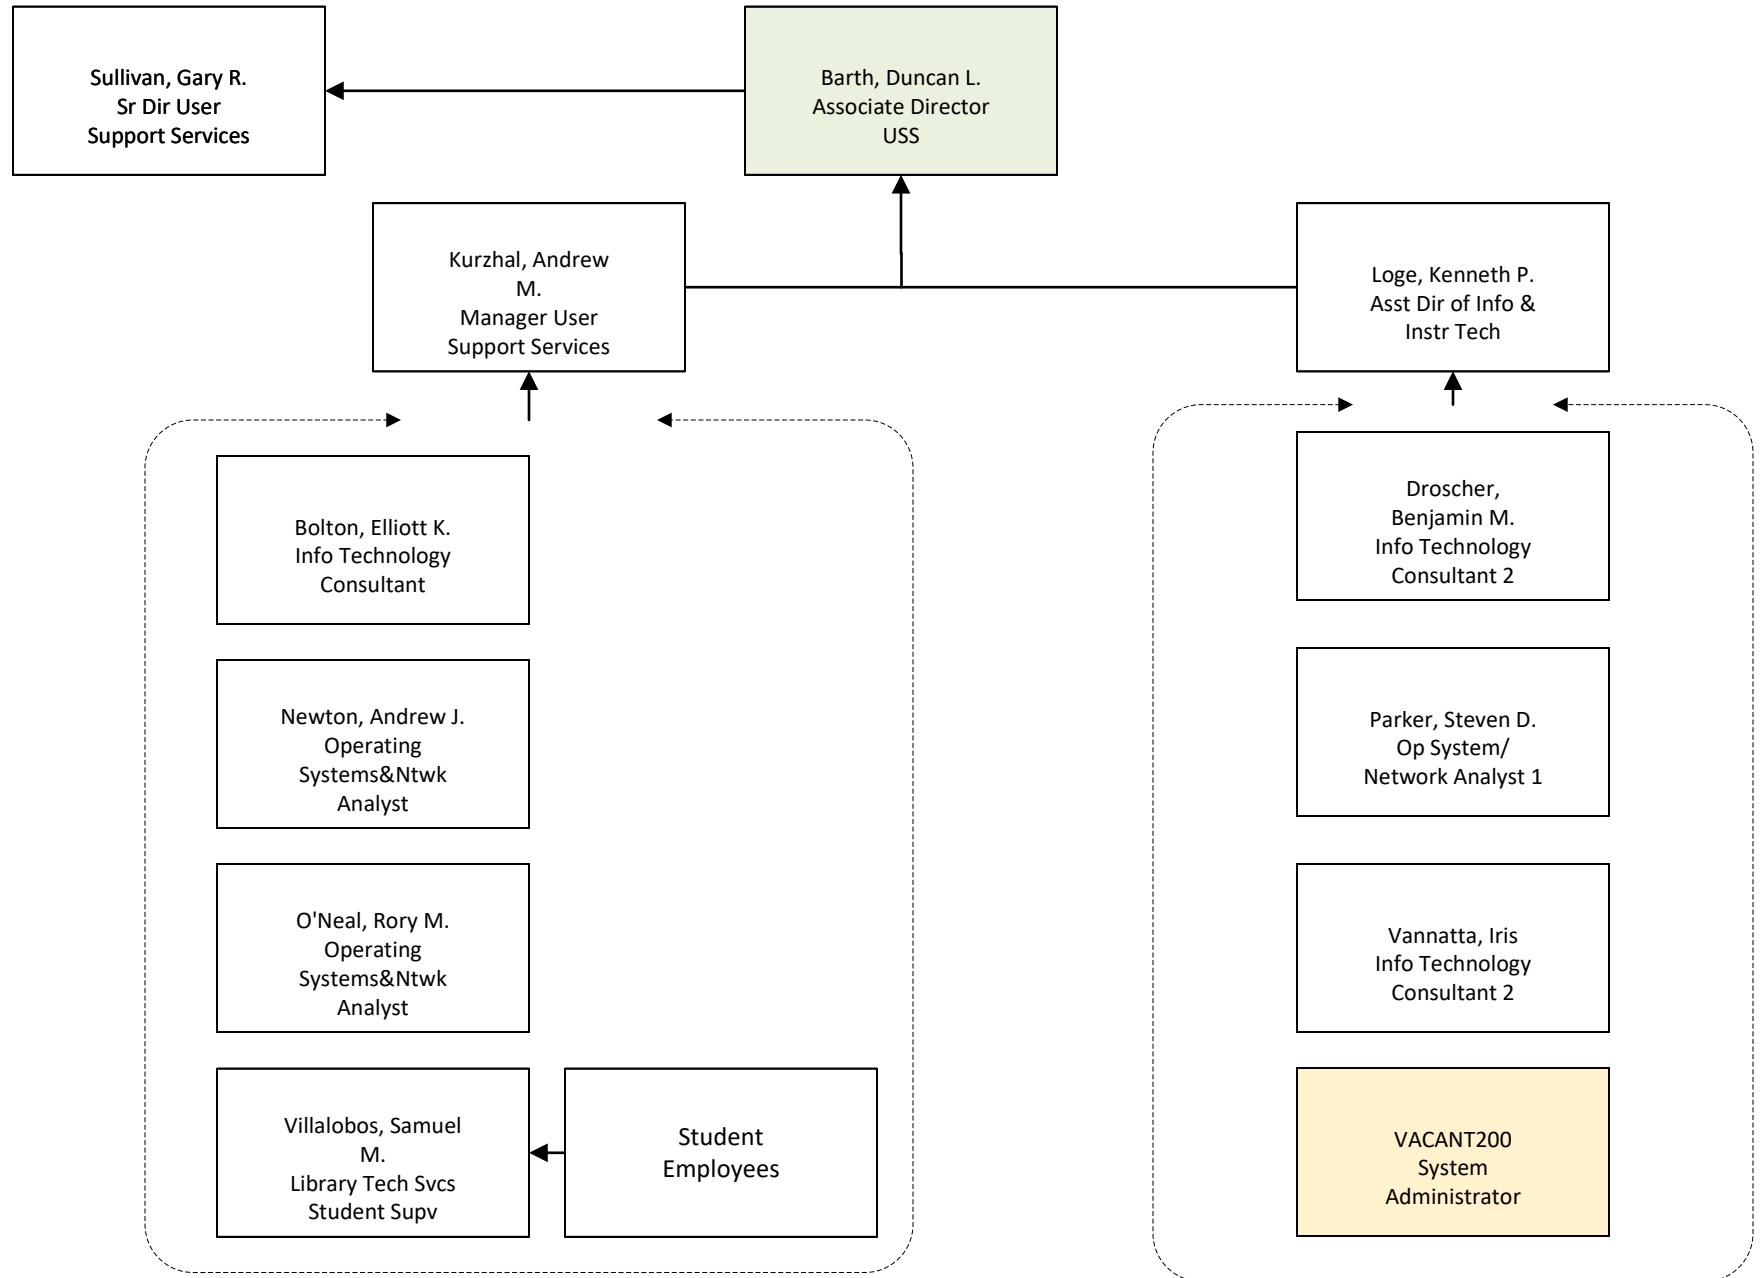 Sullivan, Gary R.
Sr Dir User
Support Services
Barth, Duncan L.
Associate Director
USS
Kurzhal, Andrew
M.
Manager User
Support Services
Loge, Kenneth P.
Asst Dir of Info &
Instr Tech
Bolton, Elliott K.
Info Technology
Consultant
Newton, Andrew J.
Operating
Systems&Ntwk
Analyst
O'Neal, Rory M.
Operating
Systems&Ntwk
Analyst
Villalobos, Samuel
M.
Library Tech Svcs
Student Supv
Student
Employees
Droscher,
Benjamin M.
Info Technology
Consultant 2
Parker, Steven D.
Op System/
Network Analyst 1
Vannatta, Iris
Info Technology
Consultant 2
VACANT200
System
Administrator